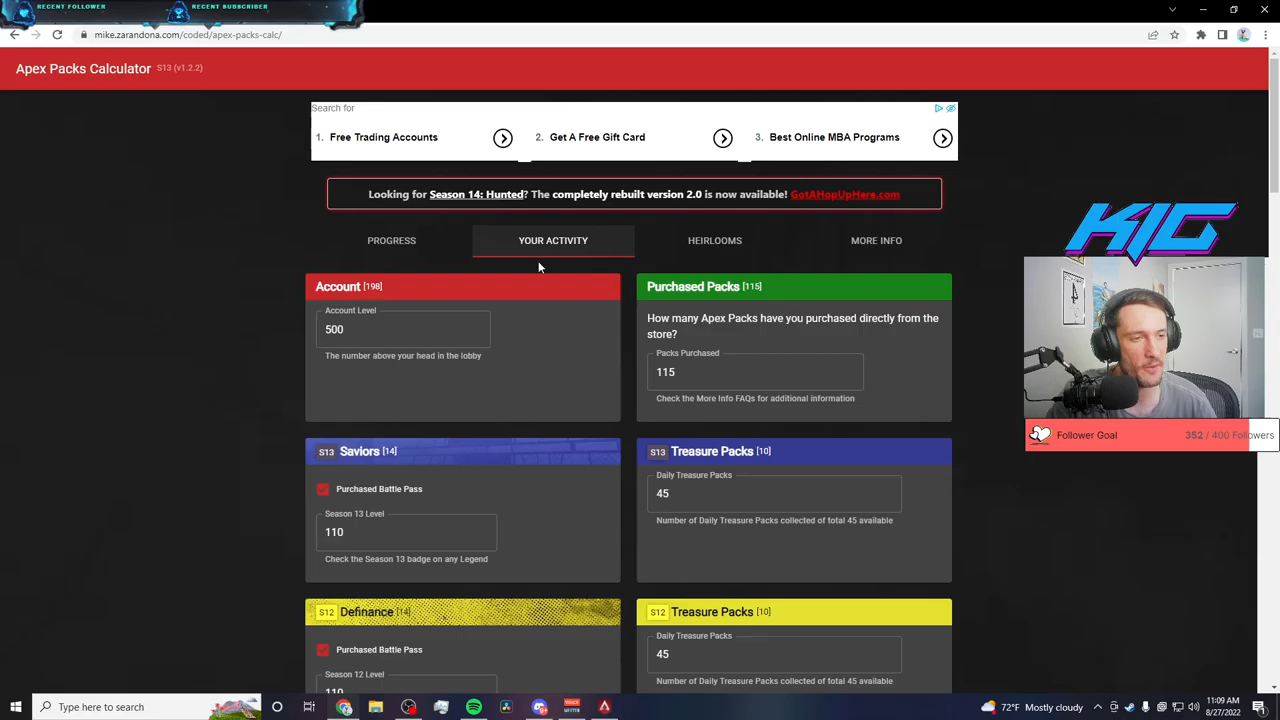 RECENT FOLLOWER
RECENT SUBSCRIBER
mike.zarandona.com/coded/apex-packs-calc/
Apex Packs Calculator S13 (v1.2.2)
Search for
1. Free Trading Accounts
2. Get A Free Gift Card
3. Best Online MBA Programs
Looking for Season 14: Hunted? The completely rebuilt version 2.0 is now available! GotAHopUpHere.com
PROGRESS
YOUR ACTIVITY
HEIRLOOMS
MORE INFO
Account [198]
Account Level
500
The number above your head in the lobby
Purchased Packs [115]
How many Apex Packs have you purchased directly from the
store?
Packs Purchased
115
Check the More Info FAQs for additional information
S13 Saviors [14]
Purchased Battle Pass
Season 13 Level
110
Check the Season 13 badge on any Legend
S13 Treasure Packs [10]
Daily Treasure Packs
45
Number of Daily Treasure Packs collected of total 45 available
S12 Definance [14]
Purchased Battle Pass
Season 12 Level
110
S12 Treasure Packs [10]
Daily Treasure Packs
45
Number of Daily Treasure Packs collected of total 45 available
KIG
Follower Goal
352 / 400 Followers
Type here to search
72°F Mostly cloudy
11:09 AM
8/27/2022